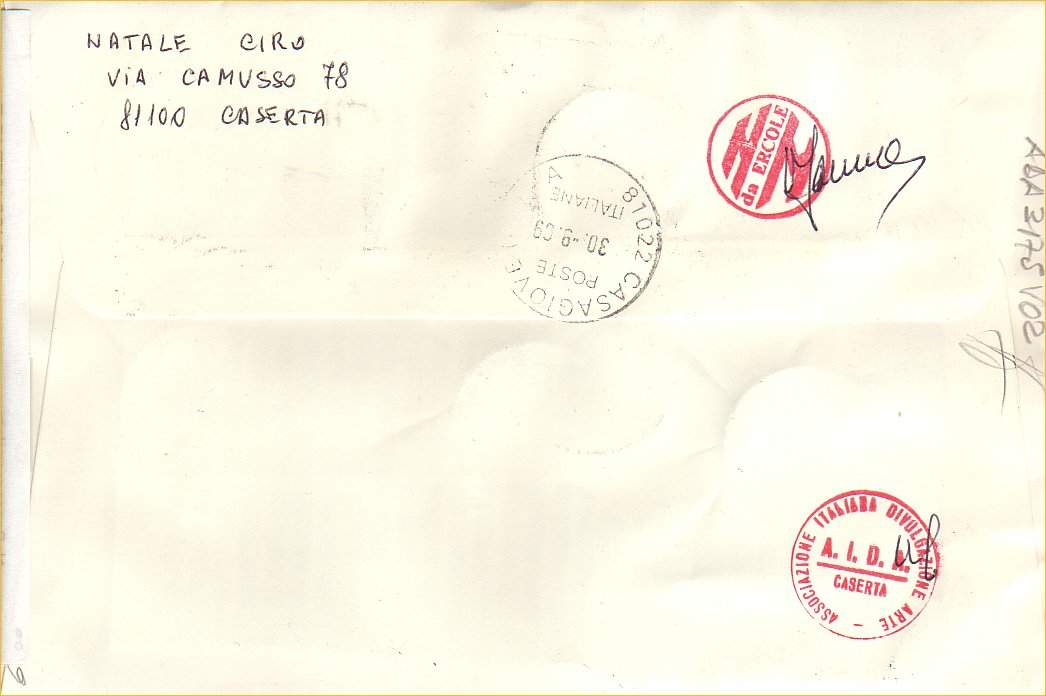 NATALE CIRO
VIA CAMUSSO 78
81100 CASERTA
da ERCOLE
81022 CASAGIOVE
POSTE
30.-9.09
ITALIANE
A
ASSOCIAZIONE ITALIANA DIVULGAZIONE ARTE -
A. I. D. A.
CASERTA